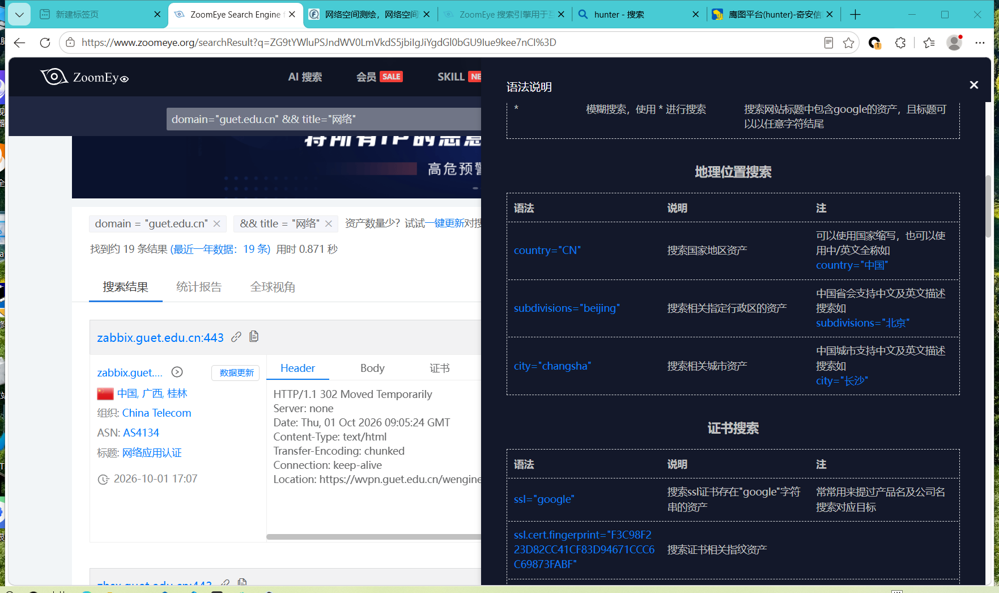 新建标签页
ZoomEye Search Engine f
网络空间测绘，网络空间
ZoomEye 搜索引擎用于互
hunter - 搜索
鹰图平台(hunter)-奇安信
https://www.zoomeye.org/searchResult?q=ZG9tYWluPSJndWV0LmVkdS5jbiIgJiYgdGl0bGU9Iue9kee7nCI%3D
1
ZoomEye
AI 搜索
会员 SALE
SKILL NE
domain="guet.edu.cn" && title="网络"
将所有IP的恶意
高危预警
domain = "guet.edu.cn"
&& title = "网络"
资产数量少？试试一键更新对搜
找到约 19 条结果 (最近一年数据：19 条) 用时 0.871 秒
搜索结果
统计报告
全球视角
zabbix.guet.edu.cn:443
zabbix.guet....
数据更新
中国, 广西, 桂林
组织: China Telecom
ASN: AS4134
标题: 网络应用认证
2026-10-01 17:07
Header
Body
证书
HTTP/1.1 302 Moved Temporarily
Server: none
Date: Thu, 01 Oct 2026 09:05:24 GMT
Content-Type: text/html
Transfer-Encoding: chunked
Connection: keep-alive
Location: https://wvpn.guet.edu.cn/wengine
语法说明
*
模糊搜索，使用 * 进行搜索
搜索网站标题中包含google的资产，且标题可
以以任意字符结尾
地理位置搜索
语法
说明
注
country="CN"
搜索国家地区资产
可以使用国家缩写，也可以使
用中/英文全称如
country="中国"
subdivisions="beijing"
搜索相关指定行政区的资产
中国省会支持中文及英文描述
搜索如
subdivisions="北京"
city="changsha"
搜索相关城市资产
中国城市支持中文及英文描述
搜索如
city="长沙"
证书搜索
语法
说明
注
ssl="google"
搜索ssl证书存在"google"字符
串的资产
常常用来提过产品名及公司名
搜索对应目标
ssl.cert.fingerprint="F3C98F2
23D82CC41CF83D94671CCC6
C69873FABF"
搜索证书相关指纹资产